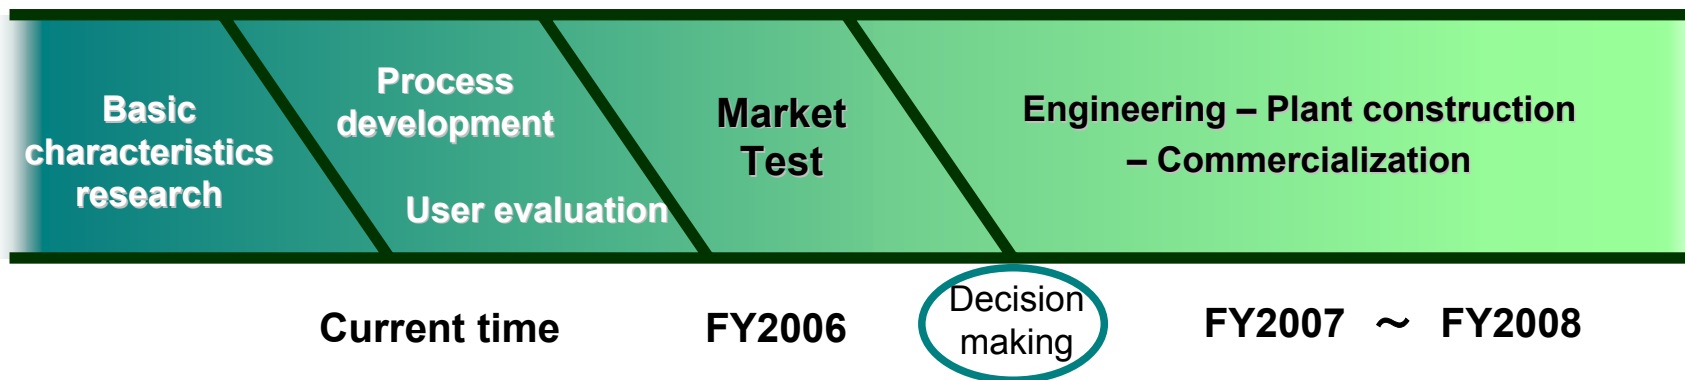 Basic
characteristics
research
Process
development
User evaluation
Market
Test
Engineering – Plant construction
– Commercialization
Current time
FY2006
Decision
making
FY2007 ～ FY2008